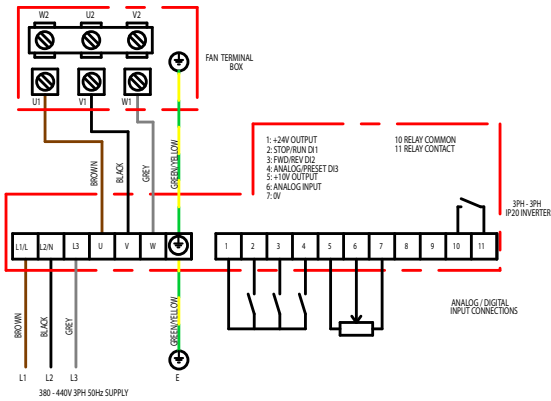 W2 U2 V2
FAN TERMINAL
BOX
U1 V1 W1
BROWN
BLACK
GREY
GREEN/YELLOW
1: +24V OUTPUT
2: STOP/RUN DI1
3: FWD/REV DI2
4: ANALOG/PRESET DI3
5: +10V OUTPUT
6: ANALOG INPUT
7: 0V
10 RELAY COMMON
11 RELAY CONTACT
3PH - 3PH
IP20 INVERTER
L1/L L2/N L3 U V W
1 2 3 4 5 6 7 8 9 10 11
ANALOG / DIGITAL
INPUT CONNECTIONS
BROWN
BLACK
GREY
GREEN/YELLOW
L1 L2 L3 E
380 - 440V 3PH 50Hz SUPPLY